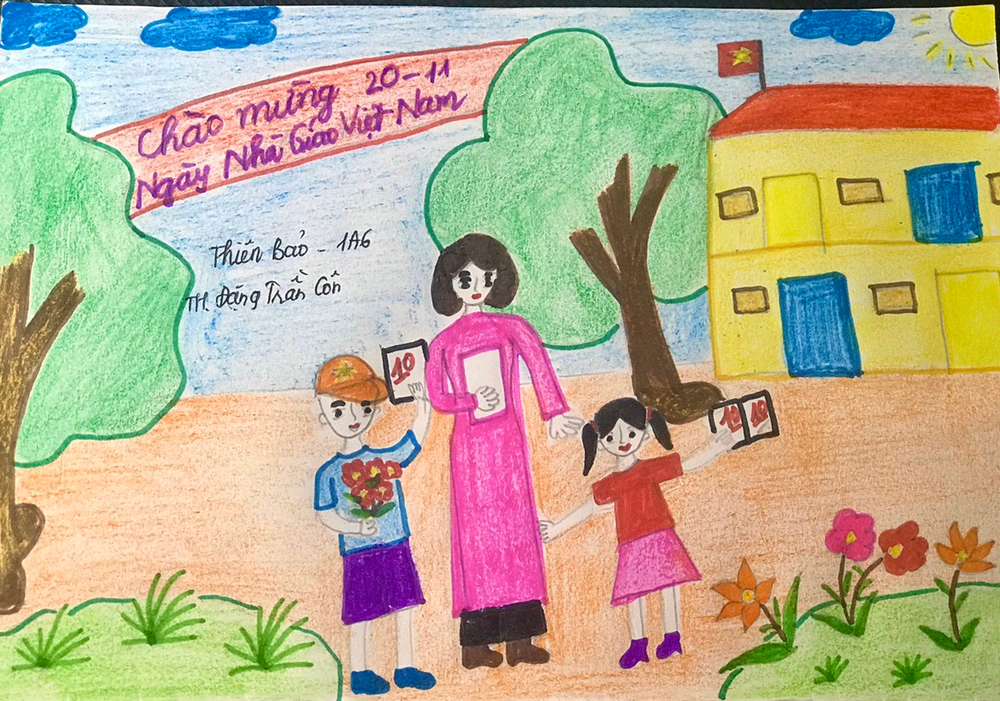 Chào mừng 20-11
Ngày Nhà Giáo Việt Nam
Thiên Bảo - 1A6
TH. Đặng Trần Côn
10
10 10